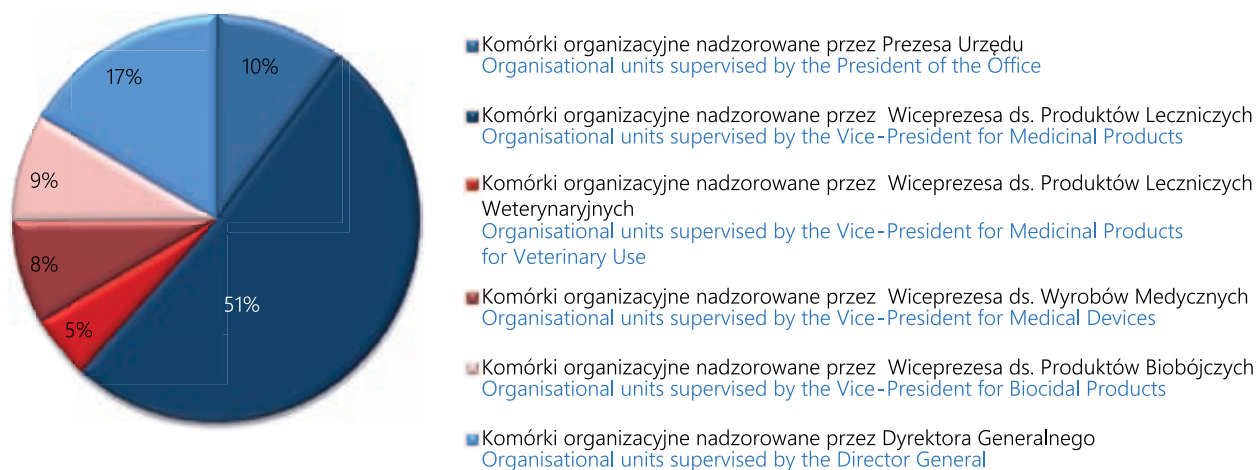 17%
10%
9%
8%
5%
51%
Komórki organizacyjne nadzorowane przez Prezesa Urzędu
Organisational units supervised by the President of the Office
Komórki organizacyjne nadzorowane przez Wiceprezesa ds. Produktów Leczniczych
Organisational units supervised by the Vice-President for Medicinal Products
Komórki organizacyjne nadzorowane przez Wiceprezesa ds. Produktów Leczniczych
Weterynaryjnych
Organisational units supervised by the Vice-President for Medicinal Products
for Veterinary Use
Komórki organizacyjne nadzorowane przez Wiceprezesa ds. Wyrobów Medycznych
Organisational units supervised by the Vice-President for Medical Devices
Komórki organizacyjne nadzorowane przez Wiceprezesa ds. Produktów Biobójczych
Organisational units supervised by the Vice-President for Biocidal Products
Komórki organizacyjne nadzorowane przez Dyrektora Generalnego
Organisational units supervised by the Director General